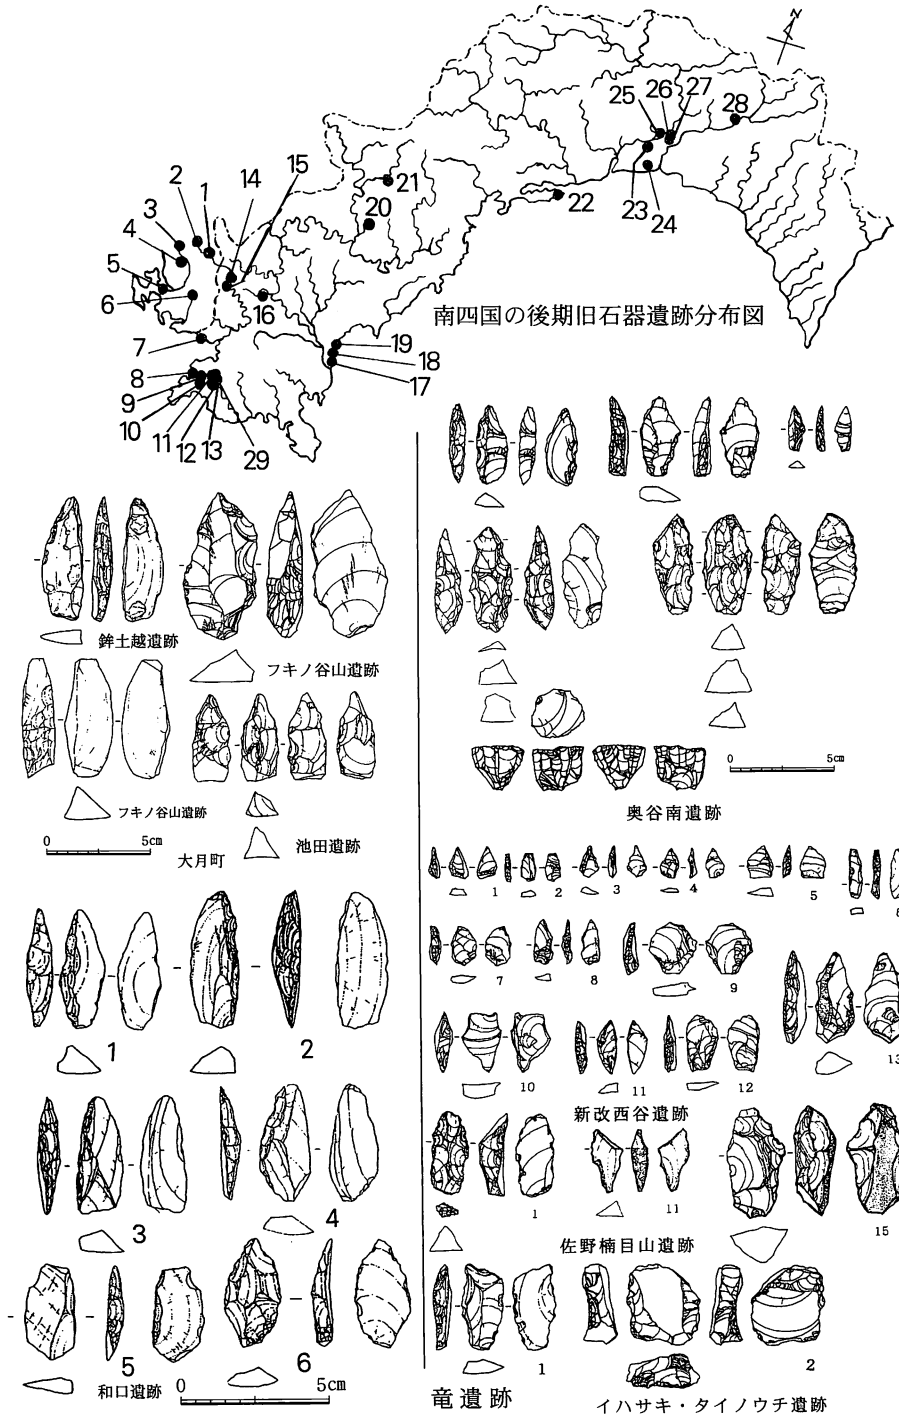 N
25 26 27
28
15
14
1
2
3
4
5
6
21
20
22
23
24
16
南四国の後期旧石器遺跡分布図
7
19
18
17
8
9
10
11
12
13
29
鉾土越遺跡
フキノ谷山遺跡
フキノ谷山遺跡
0 5cm
大月町
池田遺跡
1
2
3
4
5
和口遺跡
6
0 5cm
0 5cm
奥谷南遺跡
1 2 3 4 5
7 8 9
10 11 12 13
新改西谷遺跡
1 11 15
佐野楠目山遺跡
1
竜遺跡
2
イハサキ・タイノウチ遺跡